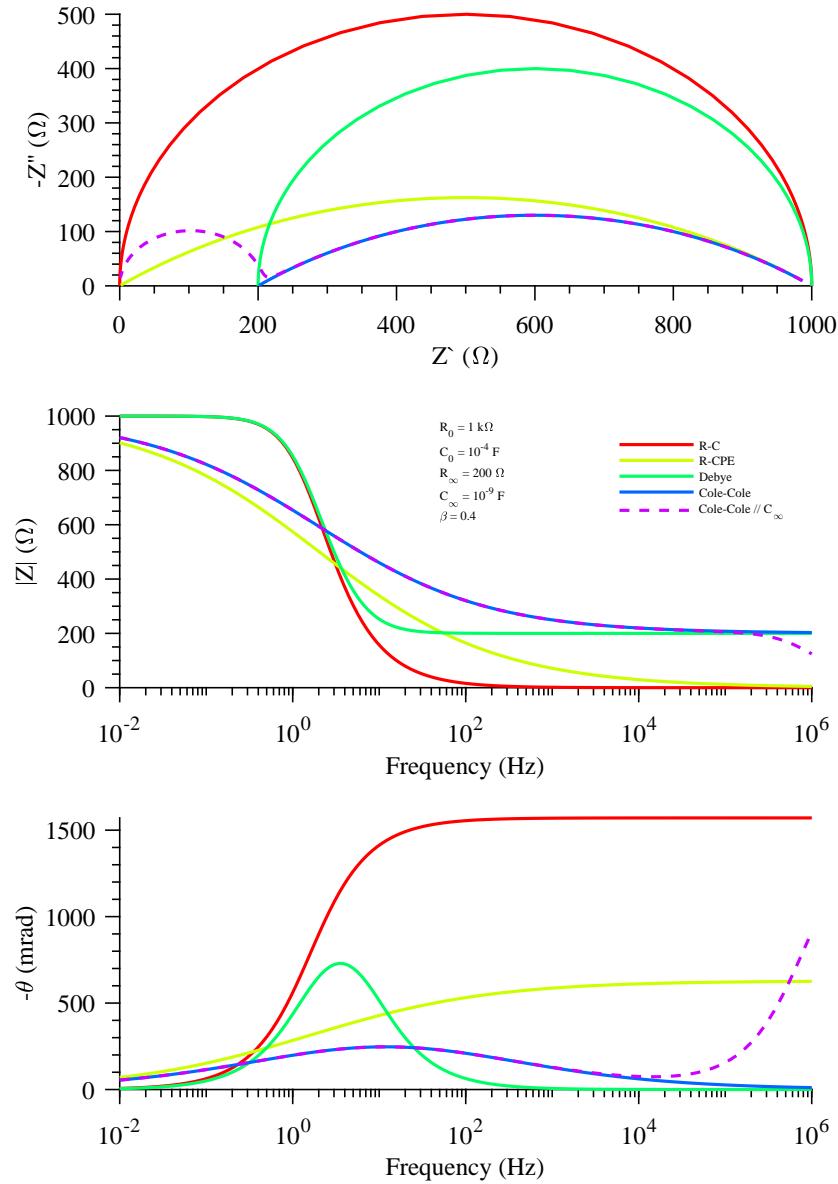 500
400
300
200
100
0
-Z'' (Ω)
0 200 400 600 800 1000
Z` (Ω)
1000
800
600
400
200
0
|Z| (Ω)
R₀ = 1 kΩ
C₀ = 10⁻⁴ F
R∞ = 200 Ω
C∞ = 10⁻⁹ F
β = 0.4
R-C
R-CPE
Debye
Cole-Cole
Cole-Cole // C∞
10⁻² 10⁰ 10² 10⁴ 10⁶
Frequency (Hz)
1500
1000
500
0
-θ (mrad)
10⁻² 10⁰ 10² 10⁴ 10⁶
Frequency (Hz)